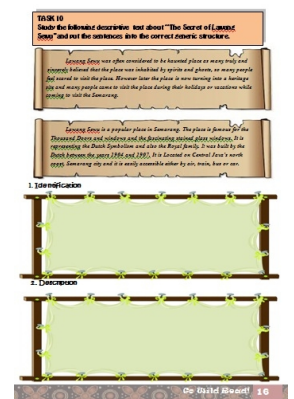 TASK 10
Study the following descriptive text about "The Secret of Lawang
Sewu" and put the sentences into the correct generic structure.
Lawang Sewu was often considered to be haunted place as many truly and
sincerely believed that the place was inhabited by spirits and ghosts, so many people
feel scared to visit the place. However later the place is now turning into a heritage
site and many people came to visit the place during their holidays or vacations while
coming to visit the Semarang.
Lawang Sewu is a popular place in Semarang. The place is famous for the
Thousand Doors and windows and the fascinating stained glass windows. It is
representing the Dutch Symbolism and also the Royal family. It was built by the
Dutch between the years 1904 and 1907. It is Located on Central Java's north
coast, Semarang city and it is easily accessible either by air, train, bus or car.
1. Identification
2. Description
Go Wild Read! 16